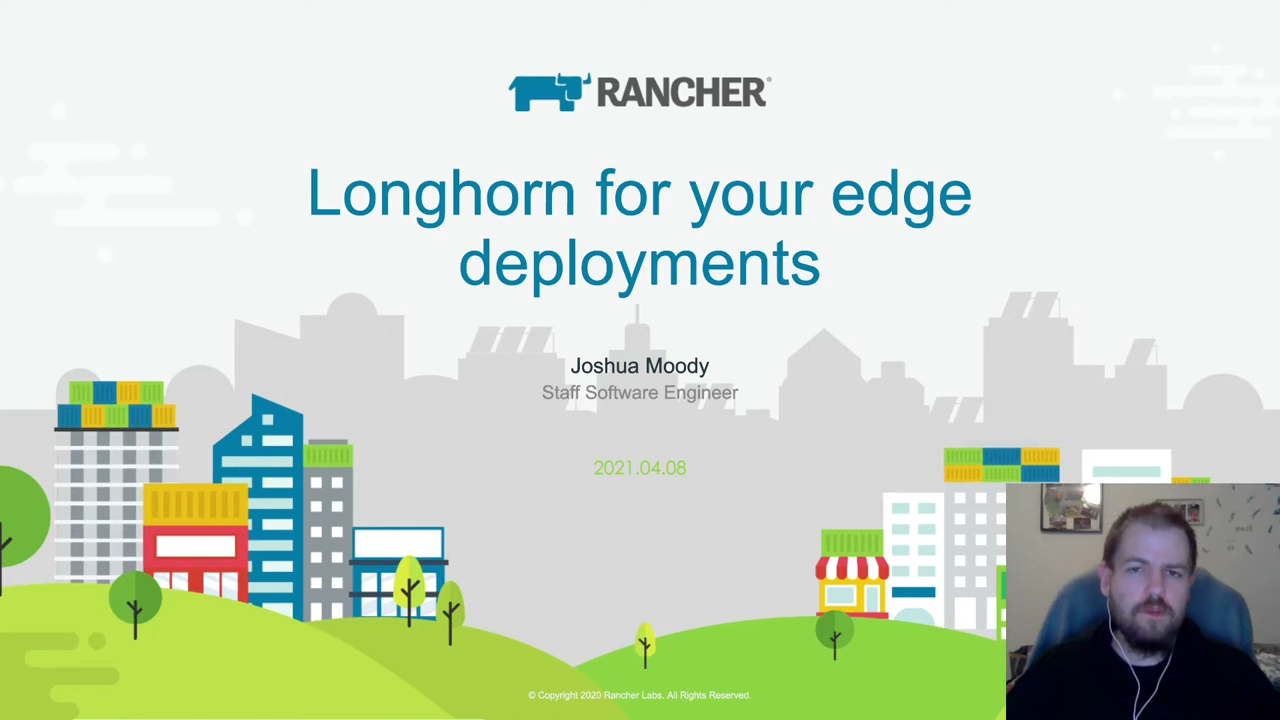 RANCHER®
Longhorn for your edge
deployments
Joshua Moody
Staff Software Engineer
2021.04.08
© Copyright 2020 Rancher Labs. All Rights Reserved.